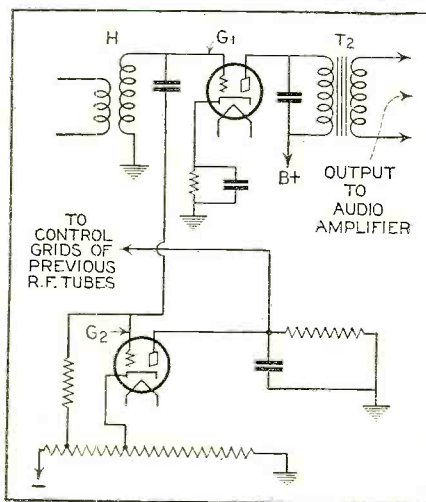 H
G1
T2
B+
OUTPUT
TO
AUDIO
AMPLIFIER
TO
CONTROL
GRIDS OF
PREVIOUS
R.F. TUBES
G2
–